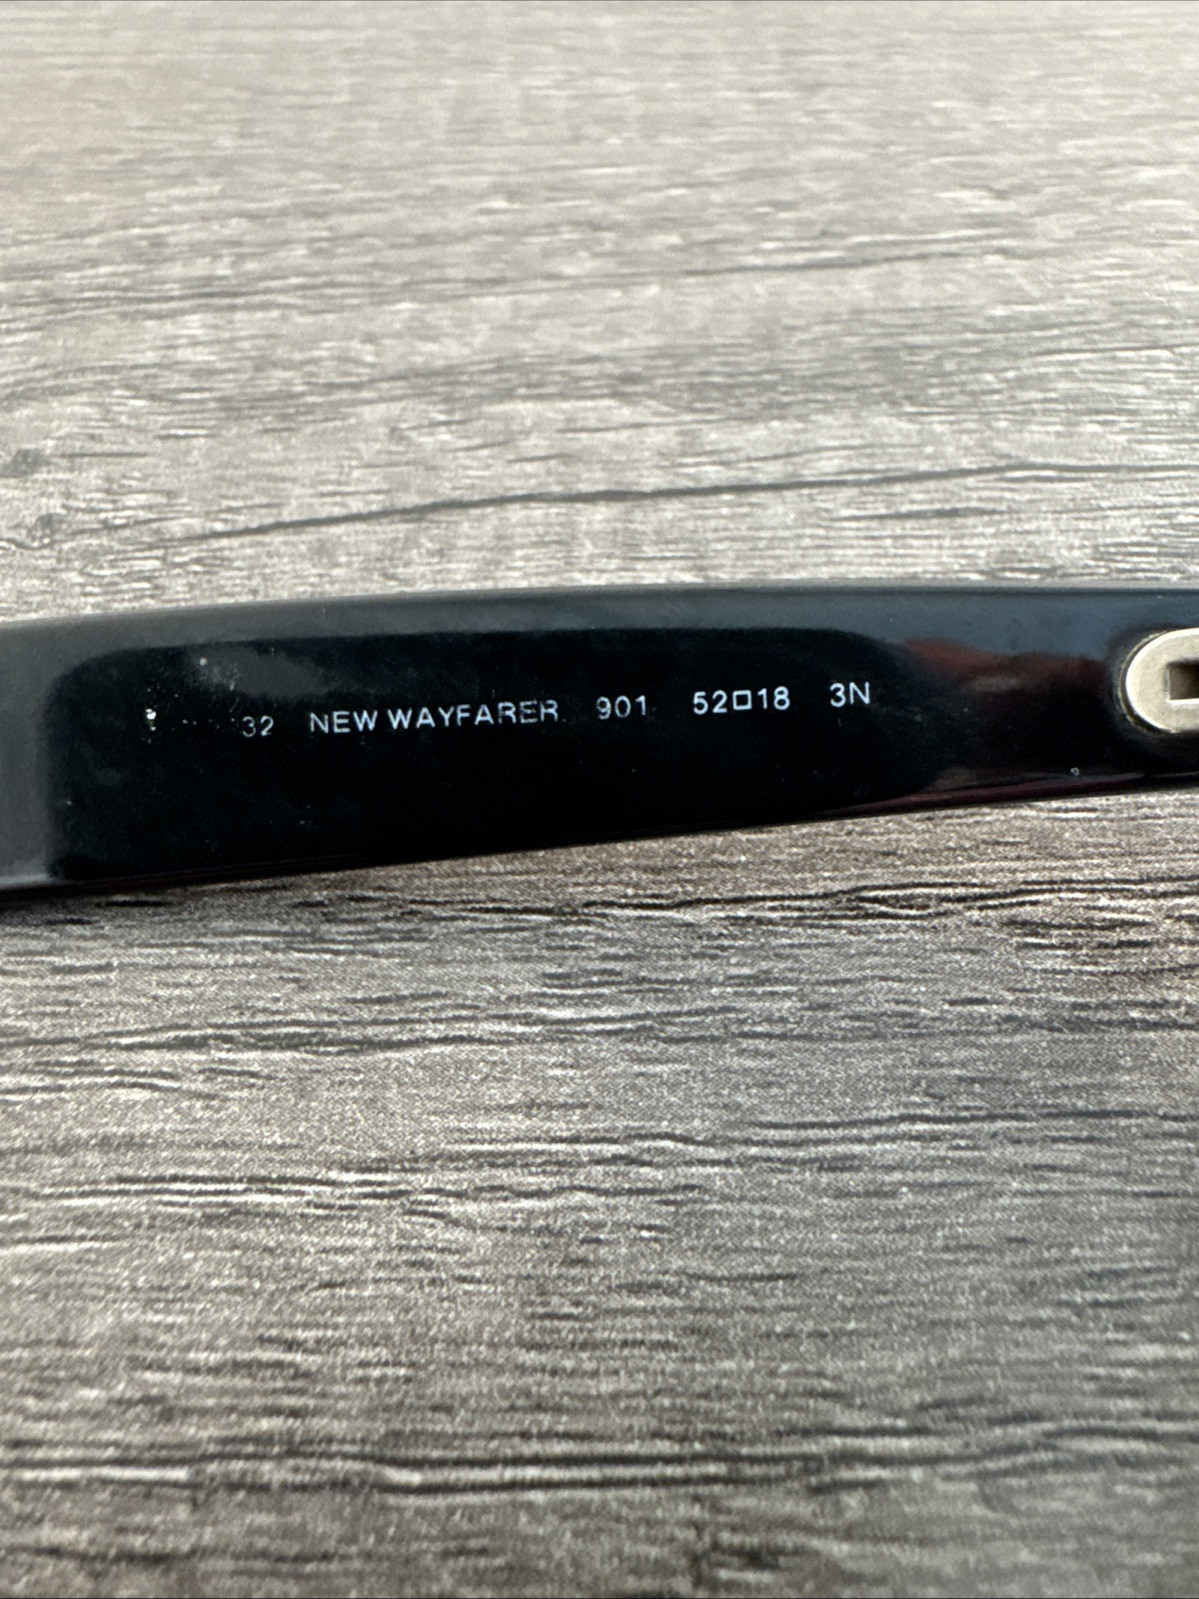 32 NEW WAYFARER 901 52□18 3N